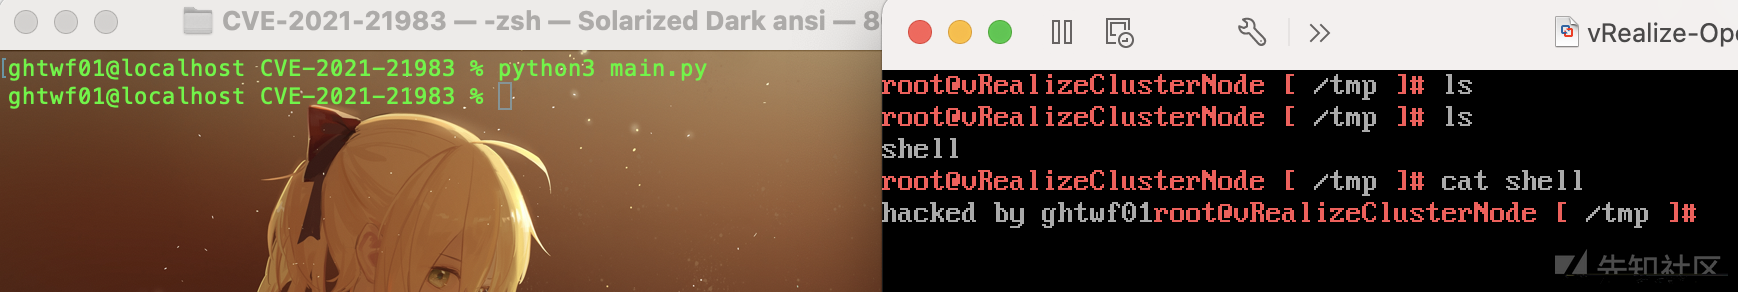 CVE-2021-21983 — -zsh — Solarized Dark ansi — 8
[ghtwf01@localhost CVE-2021-21983 % python3 main.py
ghtwf01@localhost CVE-2021-21983 %
vRealize-Ope
root@vRealizeClusterNode [ /tmp ]# ls
root@vRealizeClusterNode [ /tmp ]# ls
shell
root@vRealizeClusterNode [ /tmp ]# cat shell
hacked by ghtwf01root@vRealizeClusterNode [ /tmp ]#
先知社区